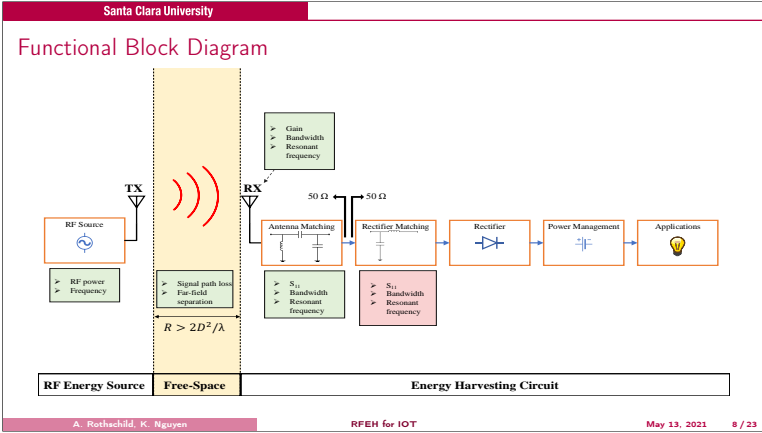 Santa Clara University
Functional Block Diagram
➢ Gain
➢ Bandwidth
➢ Resonant
frequency
TX
RX
50 Ω
50 Ω
RF Source
Antenna Matching
Rectifier Matching
Rectifier
Power Management
Applications
➢ RF power
➢ Frequency
➢ Signal path loss
➢ Far-field
separation
➢ S₁₁
➢ Bandwidth
➢ Resonant
frequency
➢ S₁₁
➢ Bandwidth
➢ Resonant
frequency
R > 2D²/λ
RF Energy Source
Free-Space
Energy Harvesting Circuit
A. Rothschild, K. Nguyen
RFEH for IOT
May 13, 2021
8 / 23